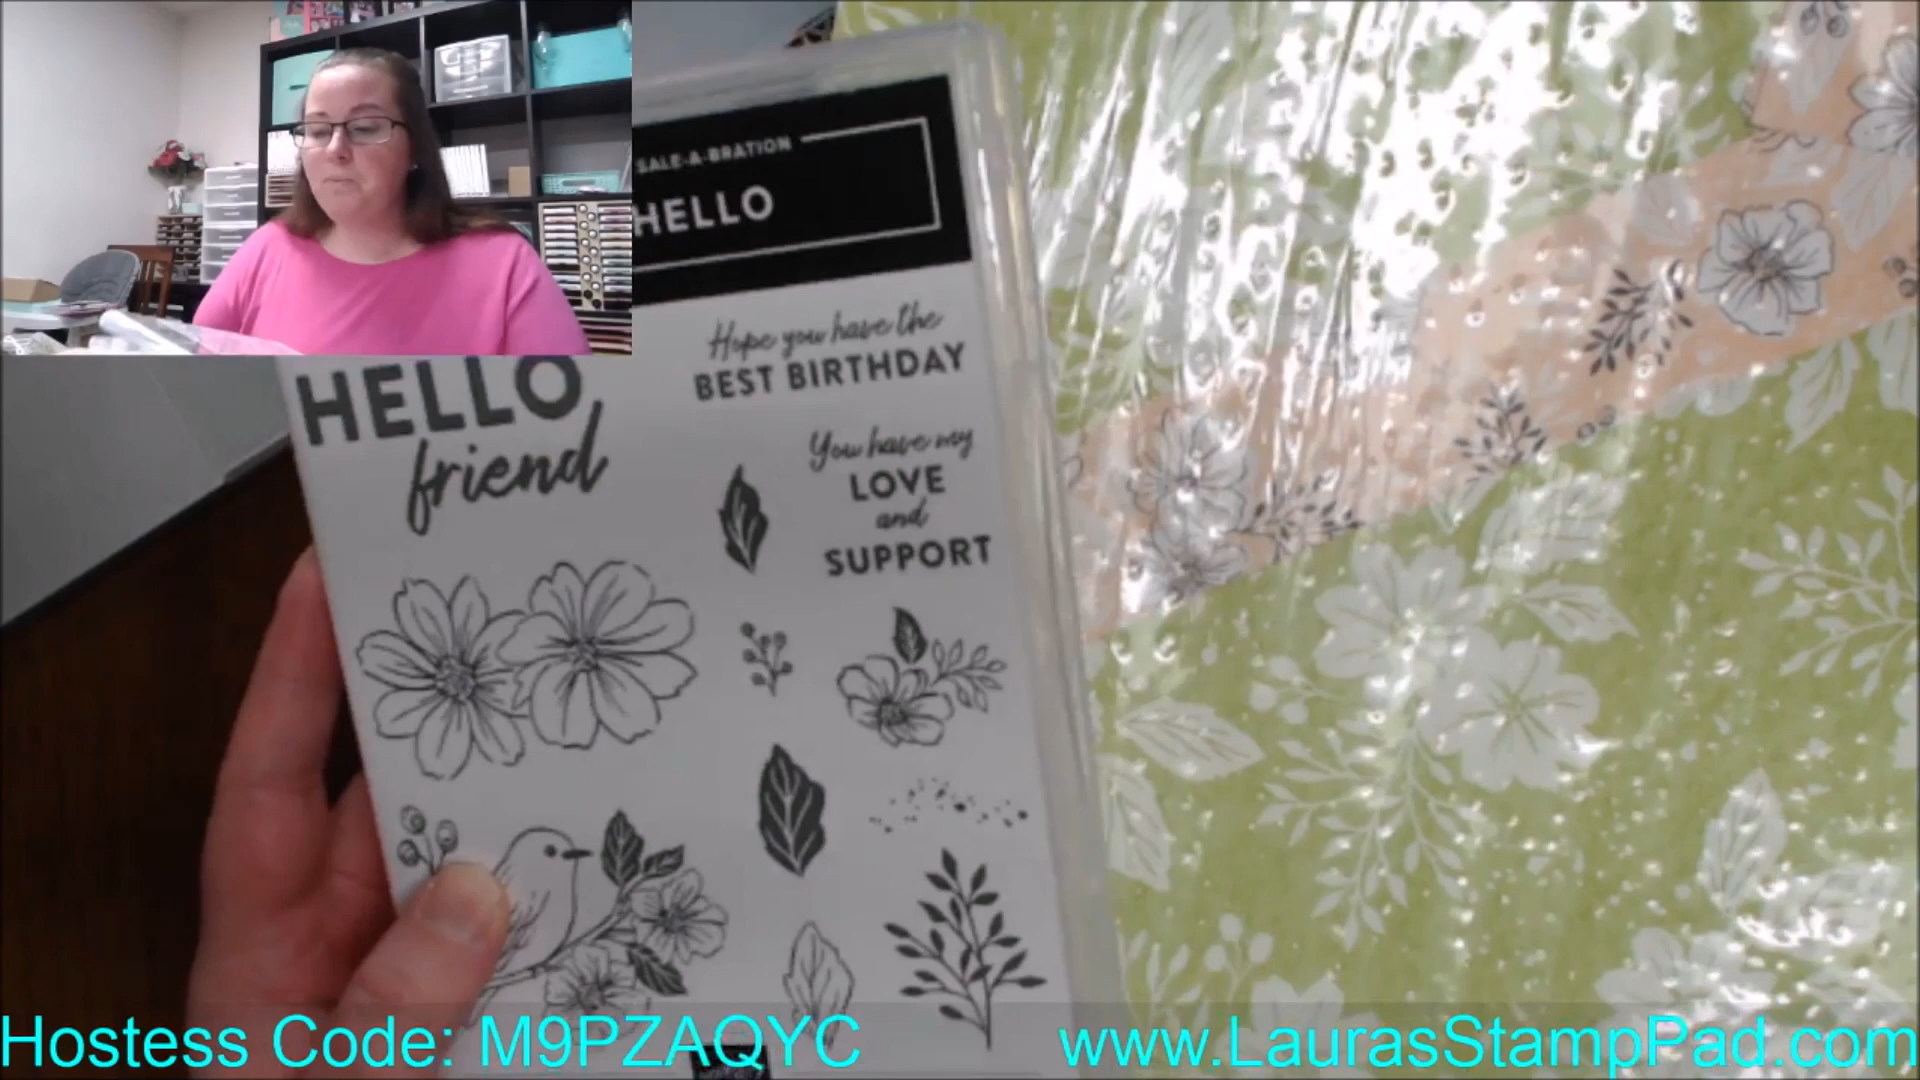 SALE-A-BRATION
HELLO
HELLO
friend
Hope you have the
BEST BIRTHDAY
You have my
LOVE
and
SUPPORT
Hostess Code: M9PZAQYC
www.LaurasStampPad.com